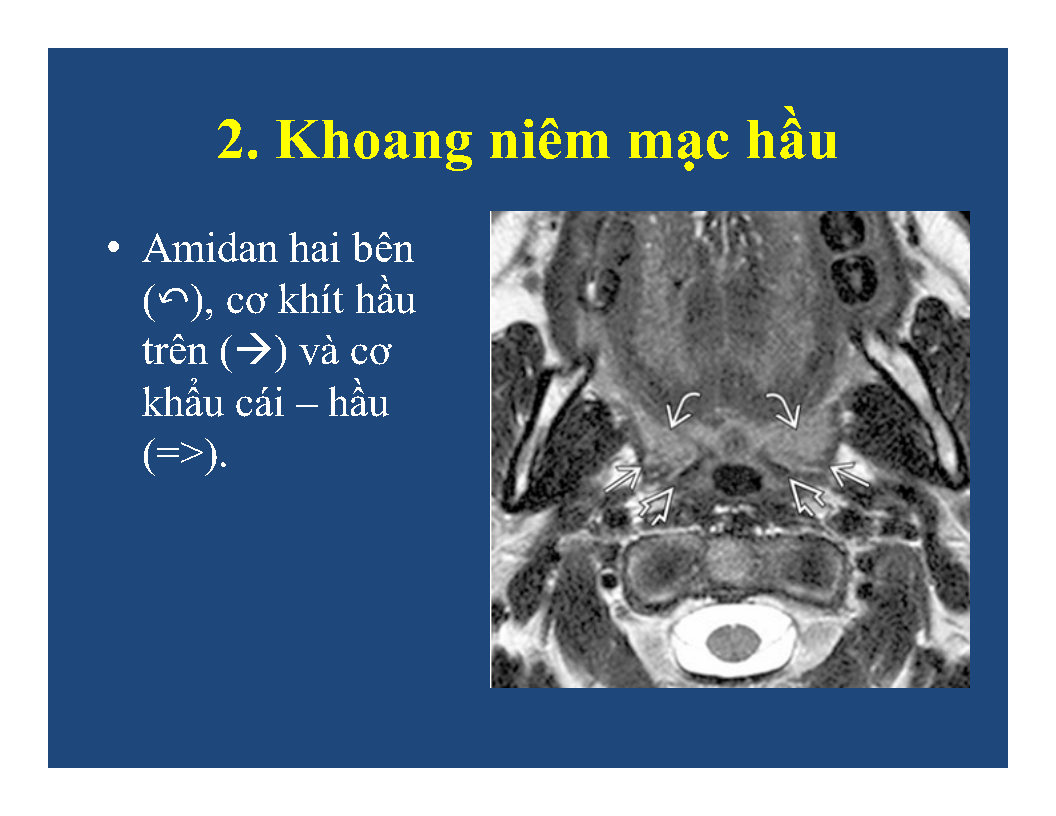 2. Khoang niêm mạc hầu
• Amidan hai bên
(↶), cơ khít hầu
trên (→) và cơ
khẩu cái – hầu
(=>).